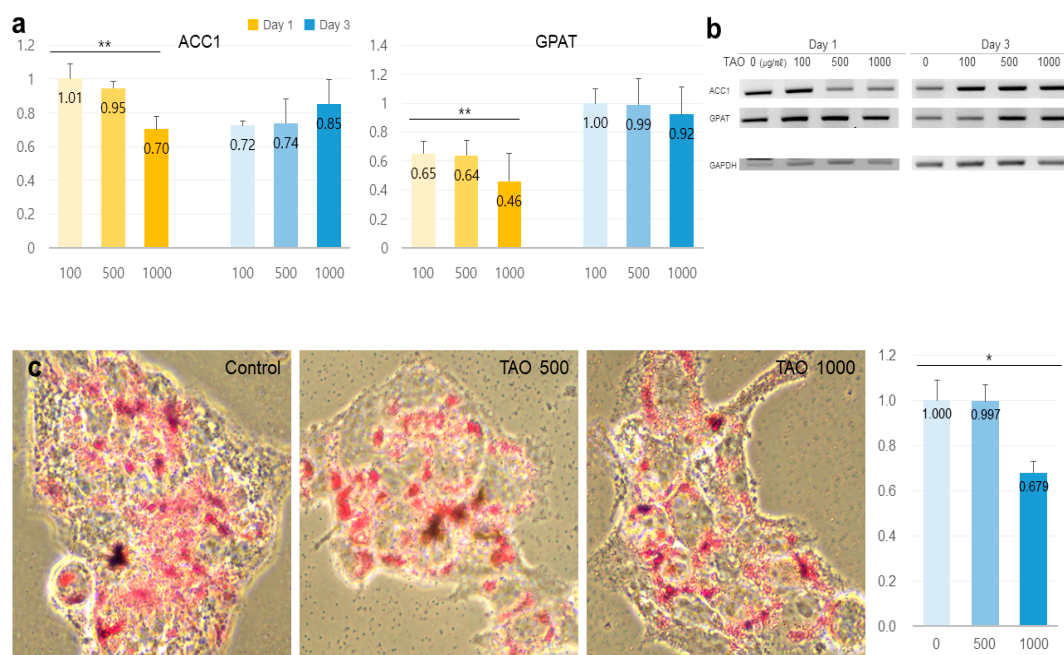 a
Day 1 Day 3
ACC1
**
1.2
1
0.8
0.6
0.4
0.2
0
1.01 0.95 0.70 0.72 0.74 0.85
100 500 1000 100 500 1000
GPAT
**
1.4
1.2
1
0.8
0.6
0.4
0.2
0
0.65 0.64 0.46 1.00 0.99 0.92
100 500 1000 100 500 1000
b
Day 1 Day 3
TAO 0 (μg/mℓ) 100 500 1000 0 100 500 1000
ACC1
GPAT
GAPDH
c
Control
TAO 500
TAO 1000
*
1.2
1.0
0.8
0.6
0.4
0.2
0.0
1.000 0.997 0.679
0 500 1000